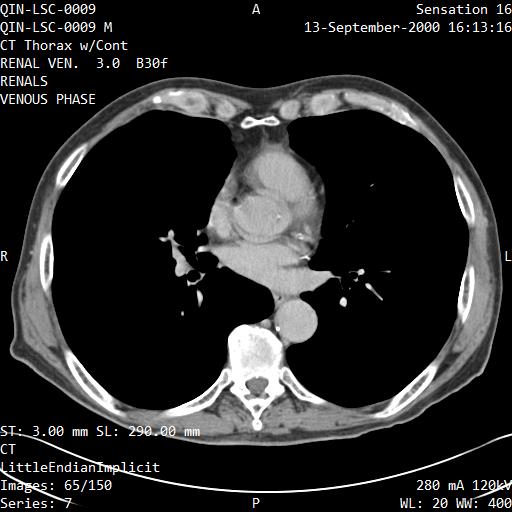 QIN-LSC-0009
A
Sensation 16
QIN-LSC-0009 M
13-September-2000 16:13:16
CT Thorax w/Cont
RENAL VEN. 3.0 B30f
RENALS
VENOUS PHASE
R
L
ST: 3.00 mm SL: 290.00 mm
CT
LittleEndianImplicit
Images: 65/150
280 mA 120kV
Series: 7
P
WL: 20 WW: 400